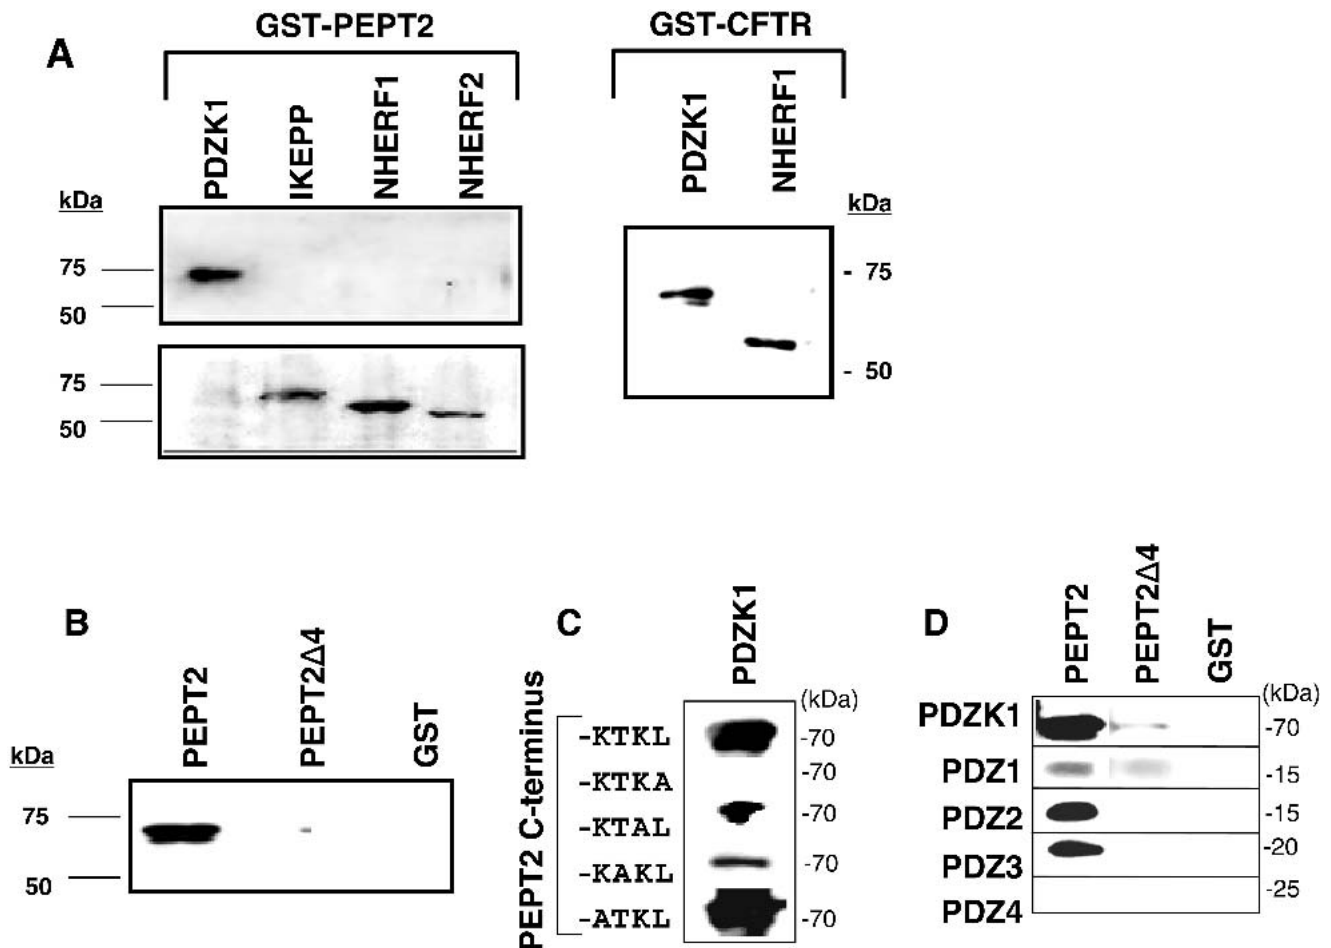 A
GST-PEPT2
GST-CFTR
PDZK1
IKEPP
NHERF1
NHERF2
PDZK1
NHERF1
kDa
75
50
75
50
kDa
- 75
- 50
B
PEPT2
PEPT2Δ4
GST
kDa
75
50
C
PDZK1
(kDa)
PEPT2 C-terminus
-KTKL
-70
-KTKA
-70
-KTAL
-70
-KAKL
-70
-ATKL
-70
D
PEPT2
PEPT2Δ4
GST
(kDa)
PDZK1
-70
PDZ1
-15
PDZ2
-15
PDZ3
-20
PDZ4
-25